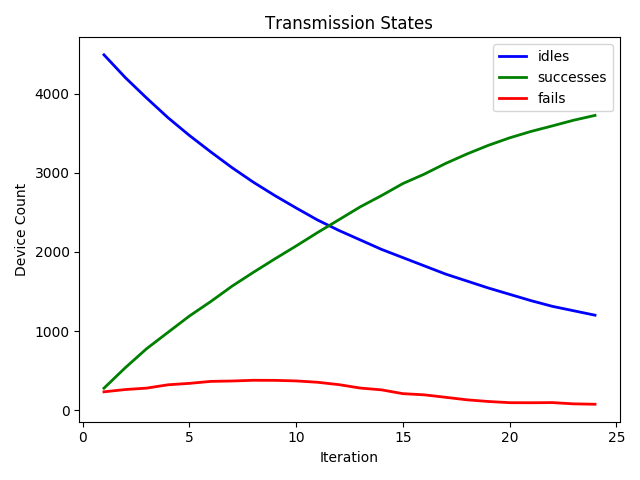 Transmission States
idles
successes
fails
Device Count
4000
3000
2000
1000
0
0 5 10 15 20 25
Iteration